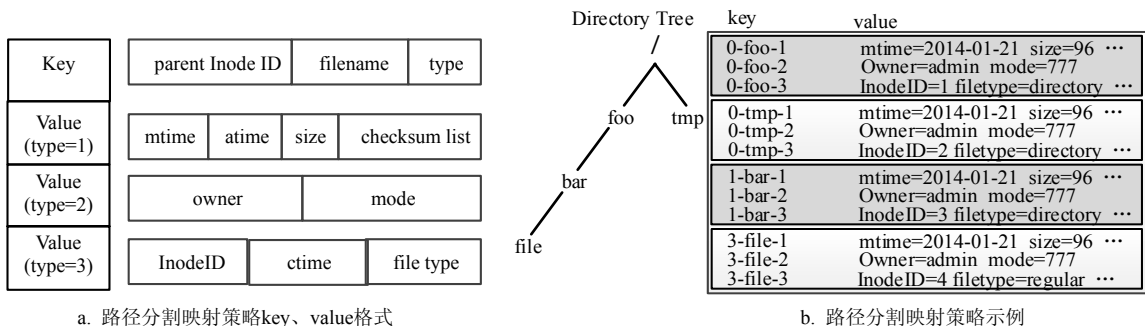 Key
parent Inode ID
filename
type
Value
(type=1)
mtime
atime
size
checksum list
Value
(type=2)
owner
mode
Value
(type=3)
InodeID
ctime
file type
a. 路径分割映射策略key、value格式
Directory Tree
/
foo
tmp
bar
file
key
value
0-foo-1 mtime=2014-01-21 size=96 …
0-foo-2 Owner=admin mode=777
0-foo-3 InodeID=1 filetype=directory …
0-tmp-1 mtime=2014-01-21 size=96 …
0-tmp-2 Owner=admin mode=777
0-tmp-3 InodeID=2 filetype=directory …
1-bar-1 mtime=2014-01-21 size=96 …
1-bar-2 Owner=admin mode=777
1-bar-3 InodeID=3 filetype=directory …
3-file-1 mtime=2014-01-21 size=96 …
3-file-2 Owner=admin mode=777
3-file-3 InodeID=4 filetype=regular …
b. 路径分割映射策略示例